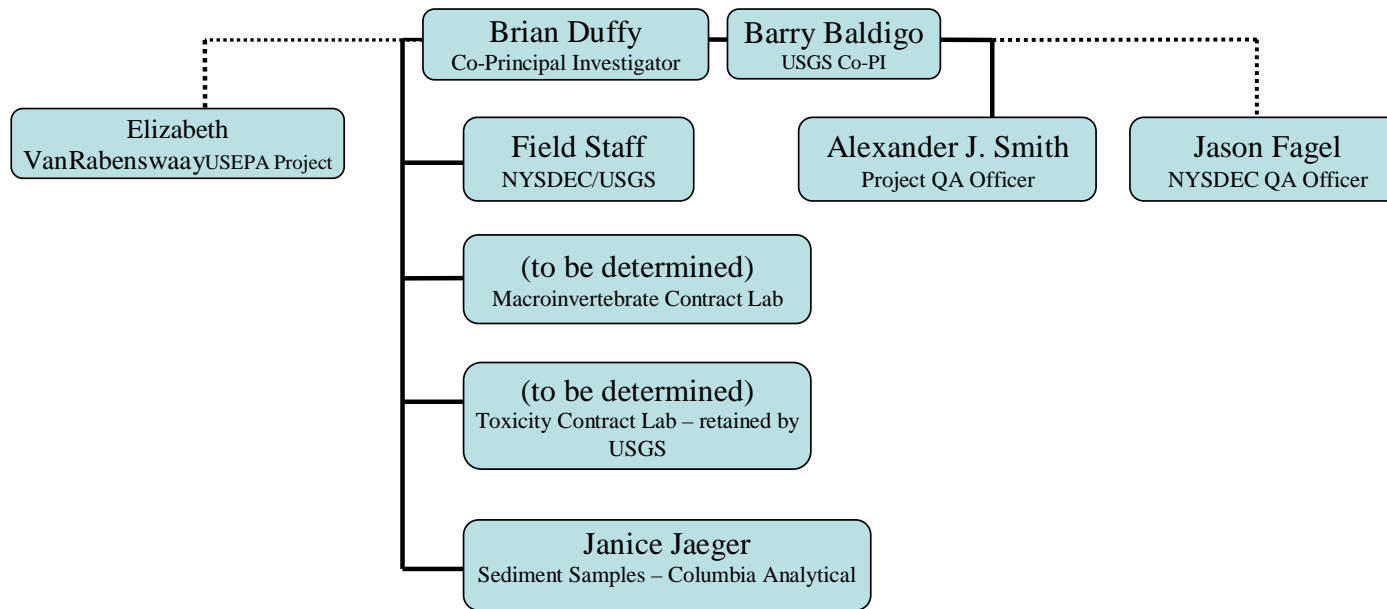 Brian Duffy
Co-Principal Investigator
Barry Baldigo
USGS Co-PI
Elizabeth
VanRabenswaayUSEPA Project
Field Staff
NYSDEC/USGS
Alexander J. Smith
Project QA Officer
Jason Fagel
NYSDEC QA Officer
(to be determined)
Macroinvertebrate Contract Lab
(to be determined)
Toxicity Contract Lab – retained by
USGS
Janice Jaeger
Sediment Samples – Columbia Analytical